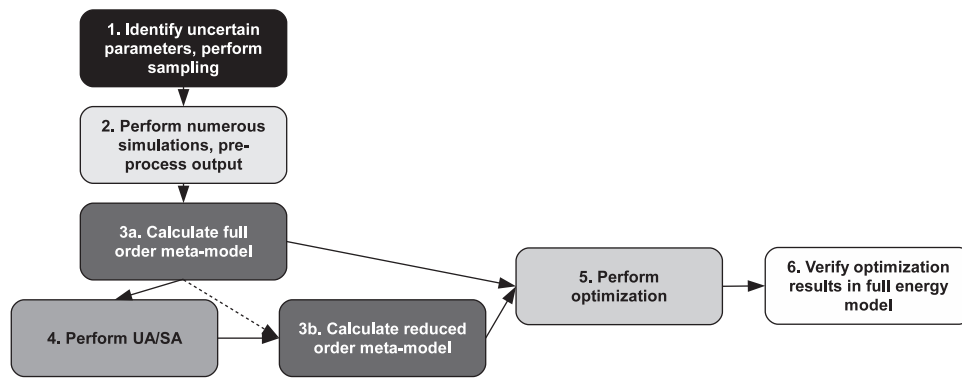 1. Identify uncertain
parameters, perform
sampling
2. Perform numerous
simulations, pre-
process output
3a. Calculate full
order meta-model
4. Perform UA/SA
3b. Calculate reduced
order meta-model
5. Perform
optimization
6. Verify optimization
results in full energy
model